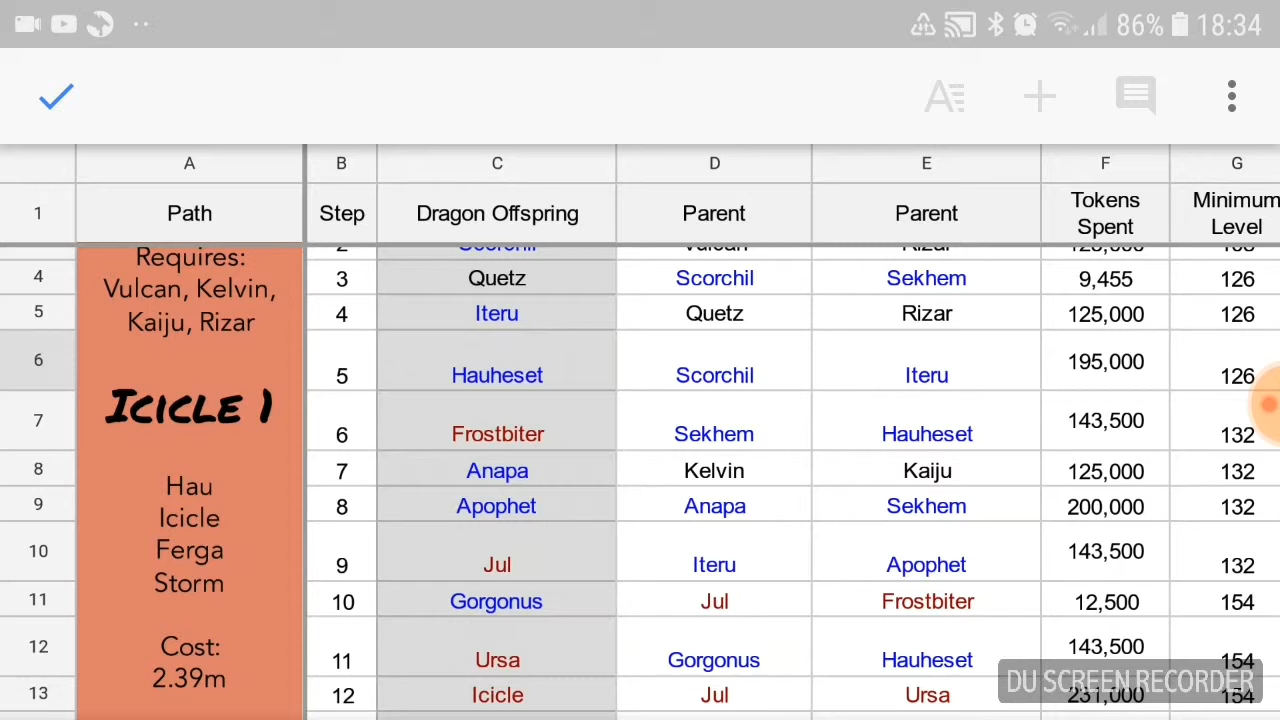 86% 18:34
A B C D E F G
1 Path Step Dragon Offspring Parent Parent Tokens Spent Minimum Level
Requires:
Vulcan, Kelvin,
Kaiju, Rizar
Icicle 1
Hau
Icicle
Ferga
Storm
Cost:
2.39m
4 3 Quetz Scorchil Sekhem 9,455 126
5 4 Iteru Quetz Rizar 125,000 126
6 5 Hauheset Scorchil Iteru 195,000 126
7 6 Frostbiter Sekhem Hauheset 143,500 132
8 7 Anapa Kelvin Kaiju 125,000 132
9 8 Apophet Anapa Sekhem 200,000 132
10 9 Jul Iteru Apophet 143,500 132
11 10 Gorgonus Jul Frostbiter 12,500 154
12 11 Ursa Gorgonus Hauheset 143,500 154
13 12 Icicle Jul Ursa 231,000 154
DU SCREEN RECORDER